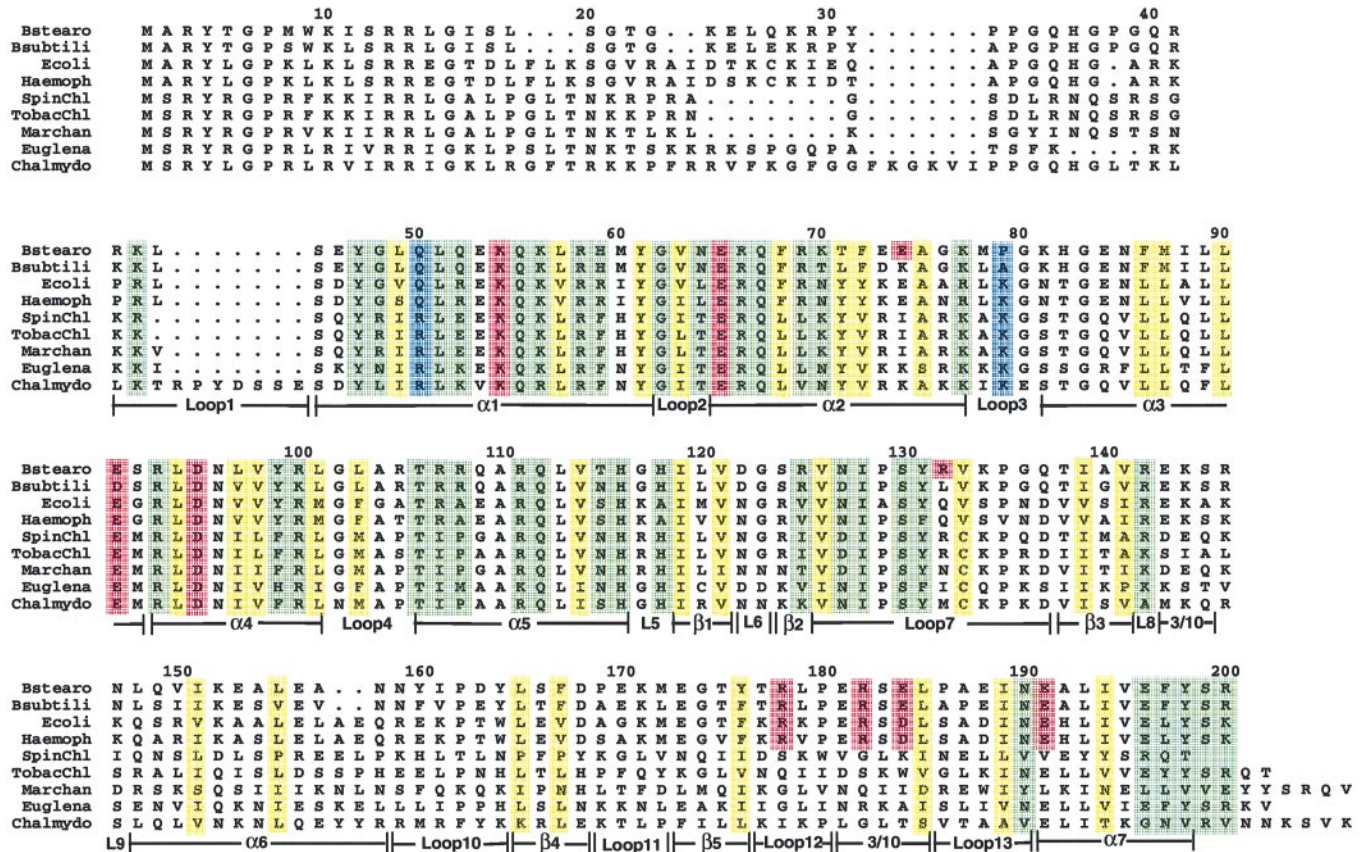 10 20 30 40
Bstearo M A R Y T G P M W K I S R R L G I S L . . . S G T G . . K E L Q K R P Y . . . . . . P P G Q H G P G Q R
Bsubtili M A R Y T G P S W K L S R R L G I S L . . . S G T G . . K E L E K R P Y . . . . . . A P G P H G P G Q R
Ecoli M A R Y L G P K L K L S R R E G T D L F L K S G V R A I D T K C K I E Q . . . . . . A P G Q H G . A R K
Haemoph M A R Y L G P K L K L S R R E G T D L F L K S G V R A I D S K C K I D T . . . . . . A P G Q H G . A R K
SpinChl M S R Y R G P R F K K I R R L G A L P G L T N K R P R A . . . . . . . G . . . . . . S D L R N Q S R S G
TobacChl M S R Y R G P R F K K I R R L G A L P G L T N K K P R N . . . . . . . G . . . . . . S D L R N Q S R S G
Marchan M S R Y R G P R V K I I R R L G A L P G L T N K T L K L . . . . . . . K . . . . . . S G Y I N Q S T S N
Euglena M S R Y R G P R L R I V R R I G K L P S L T N K T S K K R K S P G Q P A . . . . . . T S F K . . . . R K
Chalmydo M S R Y L G P R L R V I R R I G K L R G F T R K K P F R R V F K G F G G F K G K V I P P G Q H G L T K L
50 60 70 80 90
Bstearo R K L . . . . . . . S E Y G L Q L Q E K Q K L R H M Y G V N E R Q F R K T F E E A G K M P G K H G E N F M I L L
Bsubtili K K L . . . . . . . S E Y G L Q L Q E K Q K L R H M Y G V N E R Q F R T L F D K A G K L A G K H G E N F M I L L
Ecoli P R L . . . . . . . S D Y G V Q L R E K Q K V R R I Y G V L E R Q F R N Y Y K E A A R L K G N T G E N L L A L L
Haemoph P R L . . . . . . . S D Y G S Q L R E K Q K V R R I Y G I L E R Q F R N Y Y K E A N R L K G N T G E N L L V L L
SpinChl K R . . . . . . . . S Q Y R I R L E E K Q K L R F H Y G L T E R Q L L K Y V R I A R K A K G S T G Q V L L Q L L
TobacChl K K . . . . . . . . S Q Y R I R L E E K Q K L R F H Y G L T E R Q L L K Y V R I A R K A K G S T G Q V L L Q L L
Marchan K K V . . . . . . . S Q Y R I R L E E K Q K L R F H Y G L T E R Q L L K Y V R I A R K A K G S T G Q V L L Q L L
Euglena K K I . . . . . . . S K Y N I R L E E K Q K L R F N Y G I T E R Q L L N Y V R K A R K K K G S S G R F L L T F L
Chalmydo L K T R P Y D S S E S D Y L I R L K V K Q R L R F N Y G I T E R Q L V N Y V R K S R K I K E S T G Q V L L Q F L
Loop1 α1 Loop2 α2 Loop3 α3
100 110 120 130 140
Bstearo E S R L D N L V Y R L G L A R T R R Q A R Q L V T H G H I L V D G S R V N I P S Y R V K P G Q T I A V R E K S R
Bsubtili D S R L D N V V Y K L G L A R T R R Q A R Q L V N H G H I L V D G S R V D I P S Y L V K P G Q T I G V R E K S R
Ecoli E G R L D N V V Y R M G F G A T R A E A R Q L V S H K A I M V N G R V V N I A S Y Q V S P N D V V S I R E K A K
Haemoph E G R L D N V V Y R M G F A T T R A E A R Q L V S H K A I V V N G R V V N I P S F Q V S V N D V V A I R E K S K
SpinChl E M R L D N I L F R L G M A P T I P G A R Q L V N H R H I L V N G R I V D I P S Y R C K P Q D T I M A R D E Q K
TobacChl E M R L D N I L F R L G M A S T I P A A R Q L V N H R H I L V N G R I V D I P S Y R C K P R D I I T A K S I A L
Marchan E M R L D N I I F R L G M A P T I P G A R Q L V N H R H I L I N N N T V D I P S Y N C K P K D V I T I K D E Q K
Euglena E M R L D N I V H R I G F A P T I M A A K Q L I N H G H I C V D D K V I N I P S F I C Q P K S I I K P K K S T V
Chalmydo E M R L D N I V F R L N M A P T I P A A R Q L I S H G H I R V N N K K V N I P S Y M C K P K D V I S V A M K Q R
α4 Loop4 α5 L5 β1 L6 β2 Loop7 β3 L8 3/10
150 160 170 180 190 200
Bstearo N L Q V I K E A L E A . . N N Y I P D Y L S F D P E K M E G T Y T R L P E R S E L P A E I N E A L I V E F Y S R
Bsubtili N L S I I K E S V E V . . N N F V P E Y L T F D A E K L E G T F T R L P E R S E L A P E I N E A L I V E F Y S R
Ecoli K Q S R V K A A L E L A E Q R E K P T W L E V D A G K M E G T F K R K P E R S D L S A D I N E H L I V E L Y S K
Haemoph K Q A R I K A S L E L A E Q R E K P T W L E V D S A K M E G V F K R V P E R S D L S A D I N E H L I V E L Y S K
SpinChl I Q N S L D L S P R E E L P K H L T L N P F P Y K G L V N Q I I D S K W V G L K I N E L L V V E Y Y S R Q T
TobacChl S R A L I Q I S L D S S P H E E L P N H L T L H P F Q Y K G L V N Q I I D S K W V G L K I N E L L V V E Y Y S R Q T
Marchan D R S K S Q S I I I K N L N S F Q K Q K I P N H L T F D L M Q I K G L V N Q I I D R E W I Y L K I N E L L V V E Y Y S R Q V
Euglena S E N V I Q K N I E S K E L L L I P P H L S L N K K N L E A K I I G L I N R K A I S L I V N E L L V I E F Y S R K V
Chalmydo S L Q L V N K N L Q E Y Y R R M R F Y K K R L E K T L P F I L L K I K P L G L T S V T A A V E L I T K G N V R V N N K S V K
L9 α6 Loop10 β4 Loop11 β5 Loop12 3/10 Loop13 α7